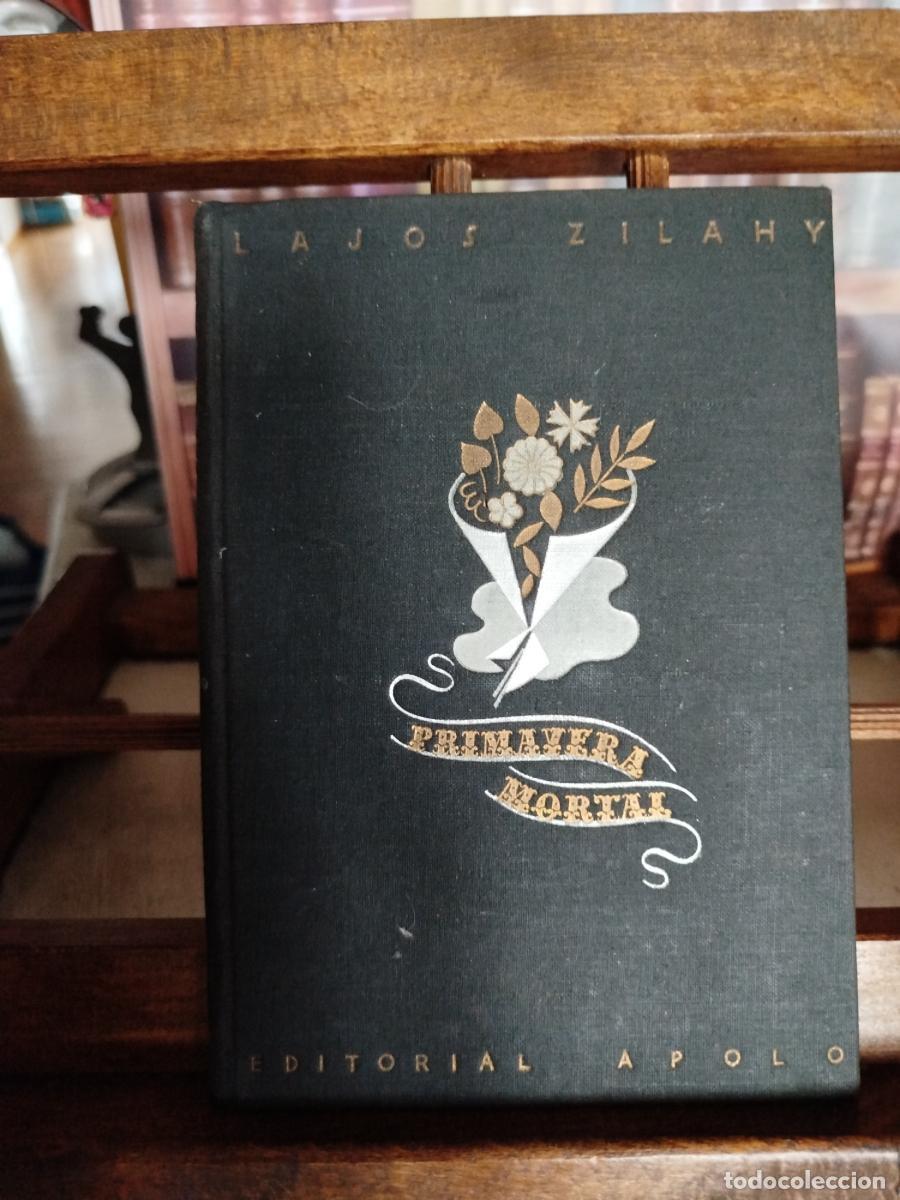 LAJOS ZILAHY
PRIMAVERA
MORTAL
EDITORIAL APOLO
todocoleccion